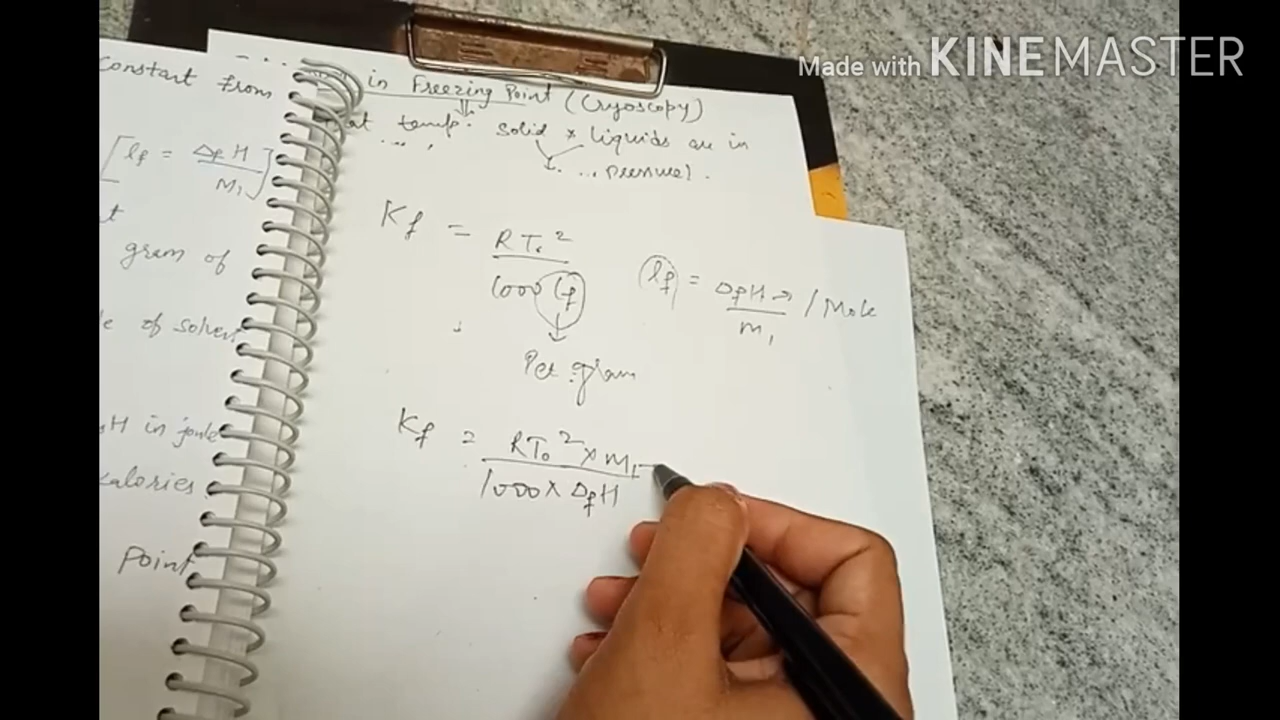 Made with KINEMASTER
constant from
[lf = ΔfH / M1]
gram of
of solvent
H in joule
calories.
Point
in Freezing Point (Cryoscopy)
at temp. solid & liquids are in
Kf = RT₀² / 1000 lf
lf = ΔfH → / Mole
m1
Per gram
Kf = RT₀² × M1 / 1000 × ΔfH